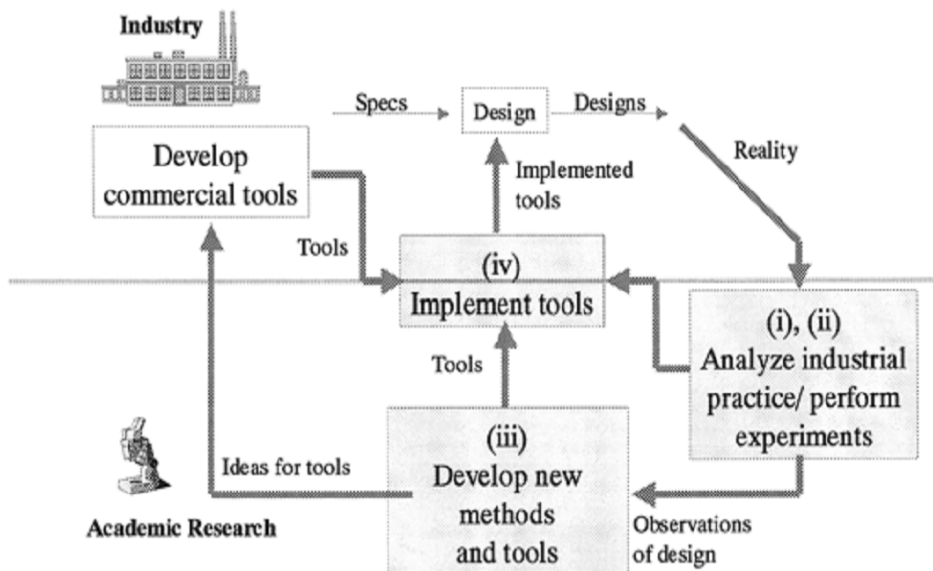 Industry
Specs
Design
Designs
Develop
commercial tools
Reality
Implemented
tools
Tools
(iv)
Implement tools
(i), (ii)
Analyze industrial
practice/ perform
experiments
Tools
(iii)
Develop new
methods
and tools
Ideas for tools
Academic Research
Observations
of design